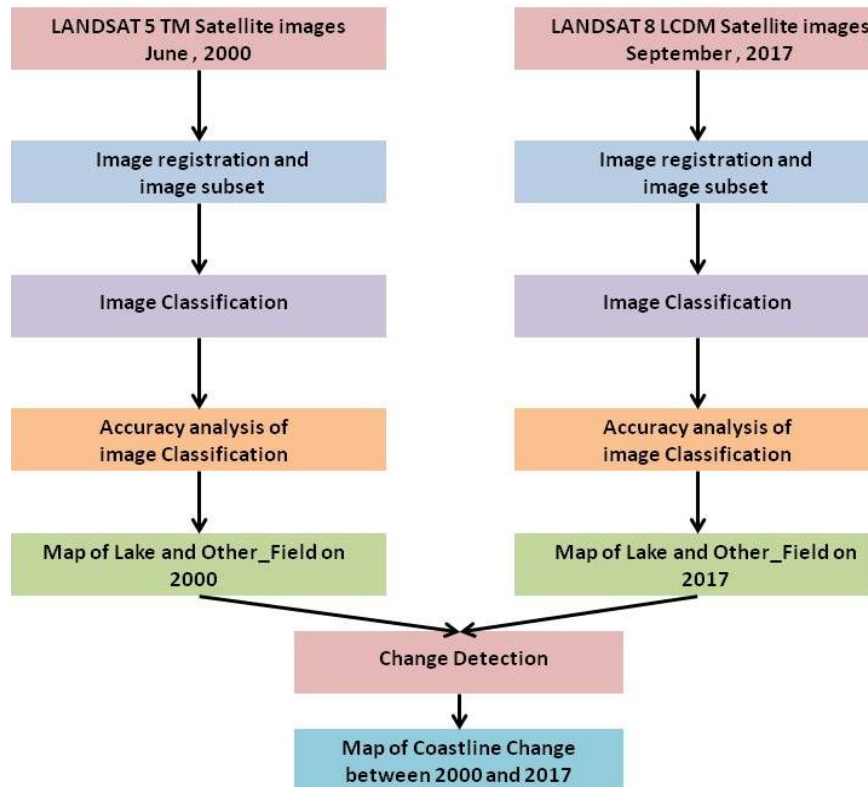 LANDSAT 5 TM Satellite images
June , 2000
LANDSAT 8 LCDM Satellite images
September , 2017
Image registration and
image subset
Image registration and
image subset
Image Classification
Image Classification
Accuracy analysis of
image Classification
Accuracy analysis of
image Classification
Map of Lake and Other_Field on
2000
Map of Lake and Other_Field on
2017
Change Detection
Map of Coastline Change
between 2000 and 2017